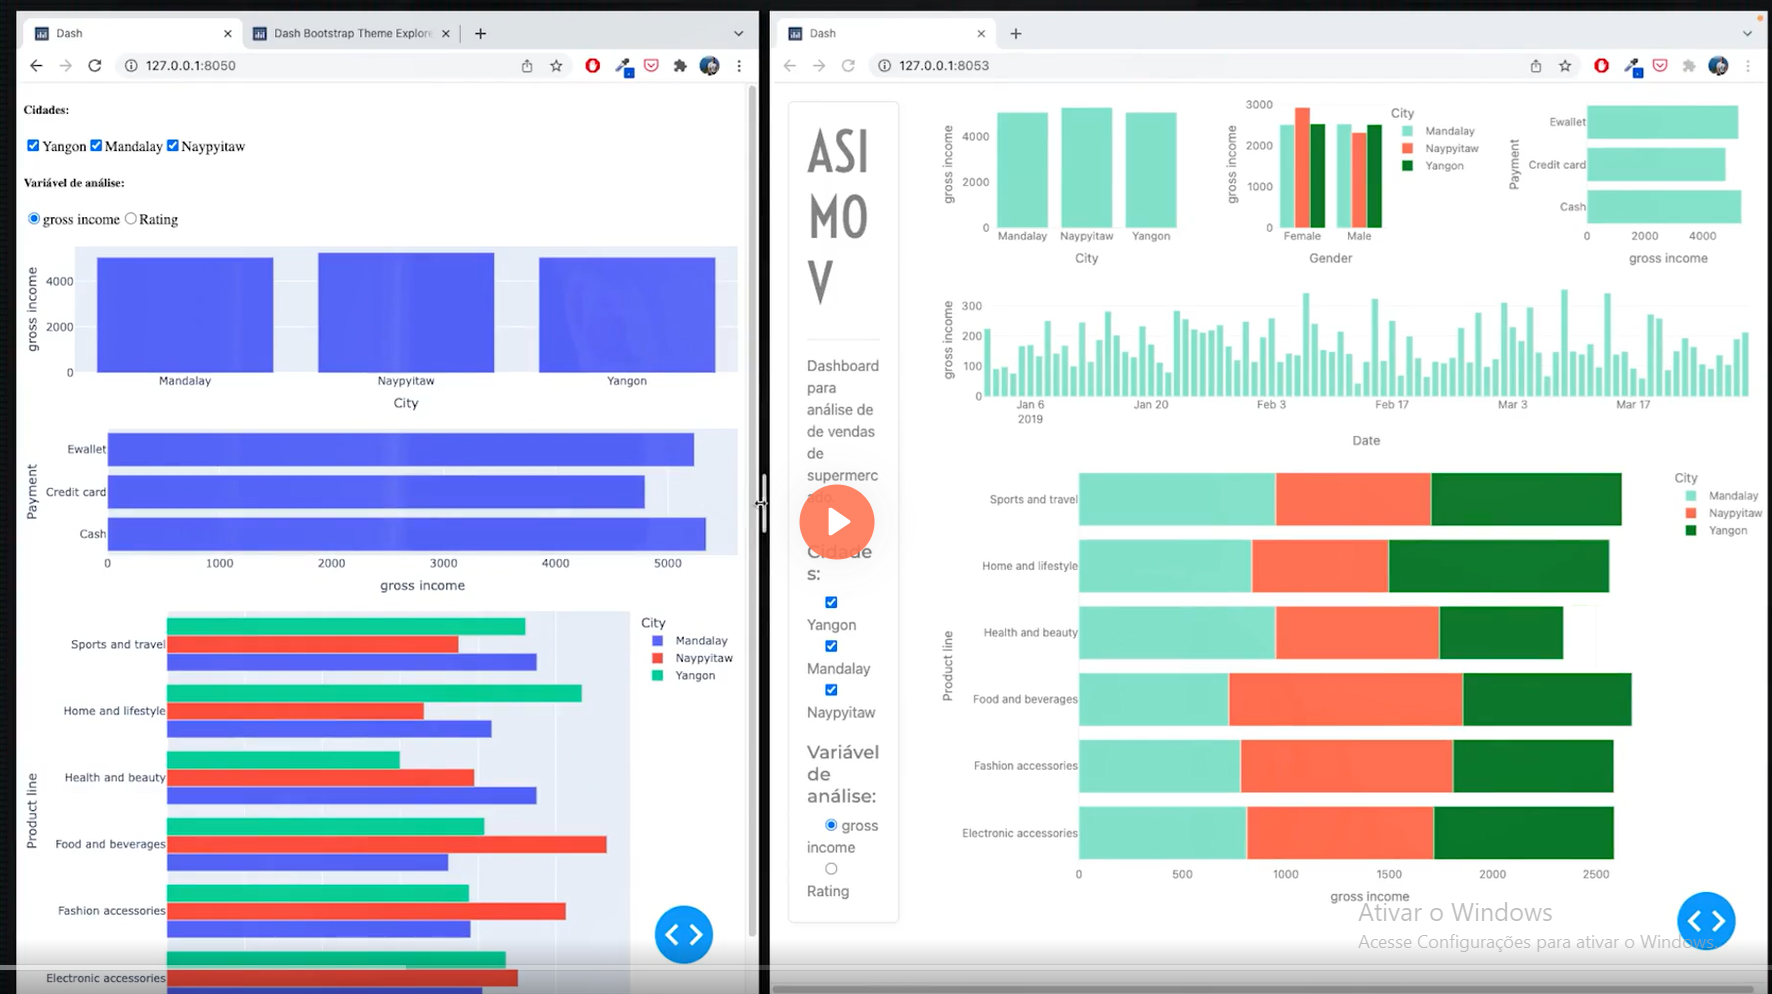 Dash
Dash Bootstrap Theme Explore
127.0.0.1:8050
Cidades:
Yangon Mandalay Naypyitaw
Variável de análise:
gross income Rating
gross income
4000
2000
0
Mandalay Naypyitaw Yangon
City
Payment
Ewallet
Credit card
Cash
0 1000 2000 3000 4000 5000
gross income
Product line
Sports and travel
Home and lifestyle
Health and beauty
Food and beverages
Fashion accessories
Electronic accessories
City
Mandalay
Naypyitaw
Yangon
Dash
127.0.0.1:8053
ASI
MO
V
Dashboard
para
análise de
de vendas
de
supermerc
ado.
Cidade
s:
Yangon
Mandalay
Naypyitaw
Variável
de
análise:
gross
income
Rating
gross income
4000
2000
0
Mandalay Naypyitaw Yangon
City
gross income
3000
2000
1000
0
Female Male
Gender
City
Mandalay
Naypyitaw
Yangon
Payment
Ewallet
Credit card
Cash
0 2000 4000
gross income
gross income
300
200
100
0
Jan 6 Jan 20 Feb 3 Feb 17 Mar 3 Mar 17
2019
Date
Product line
Sports and travel
Home and lifestyle
Health and beauty
Food and beverages
Fashion accessories
Electronic accessories
0 500 1000 1500 2000 2500
gross income
City
Mandalay
Naypyitaw
Yangon
Ativar o Windows
Acesse Configurações para ativar o Windows.